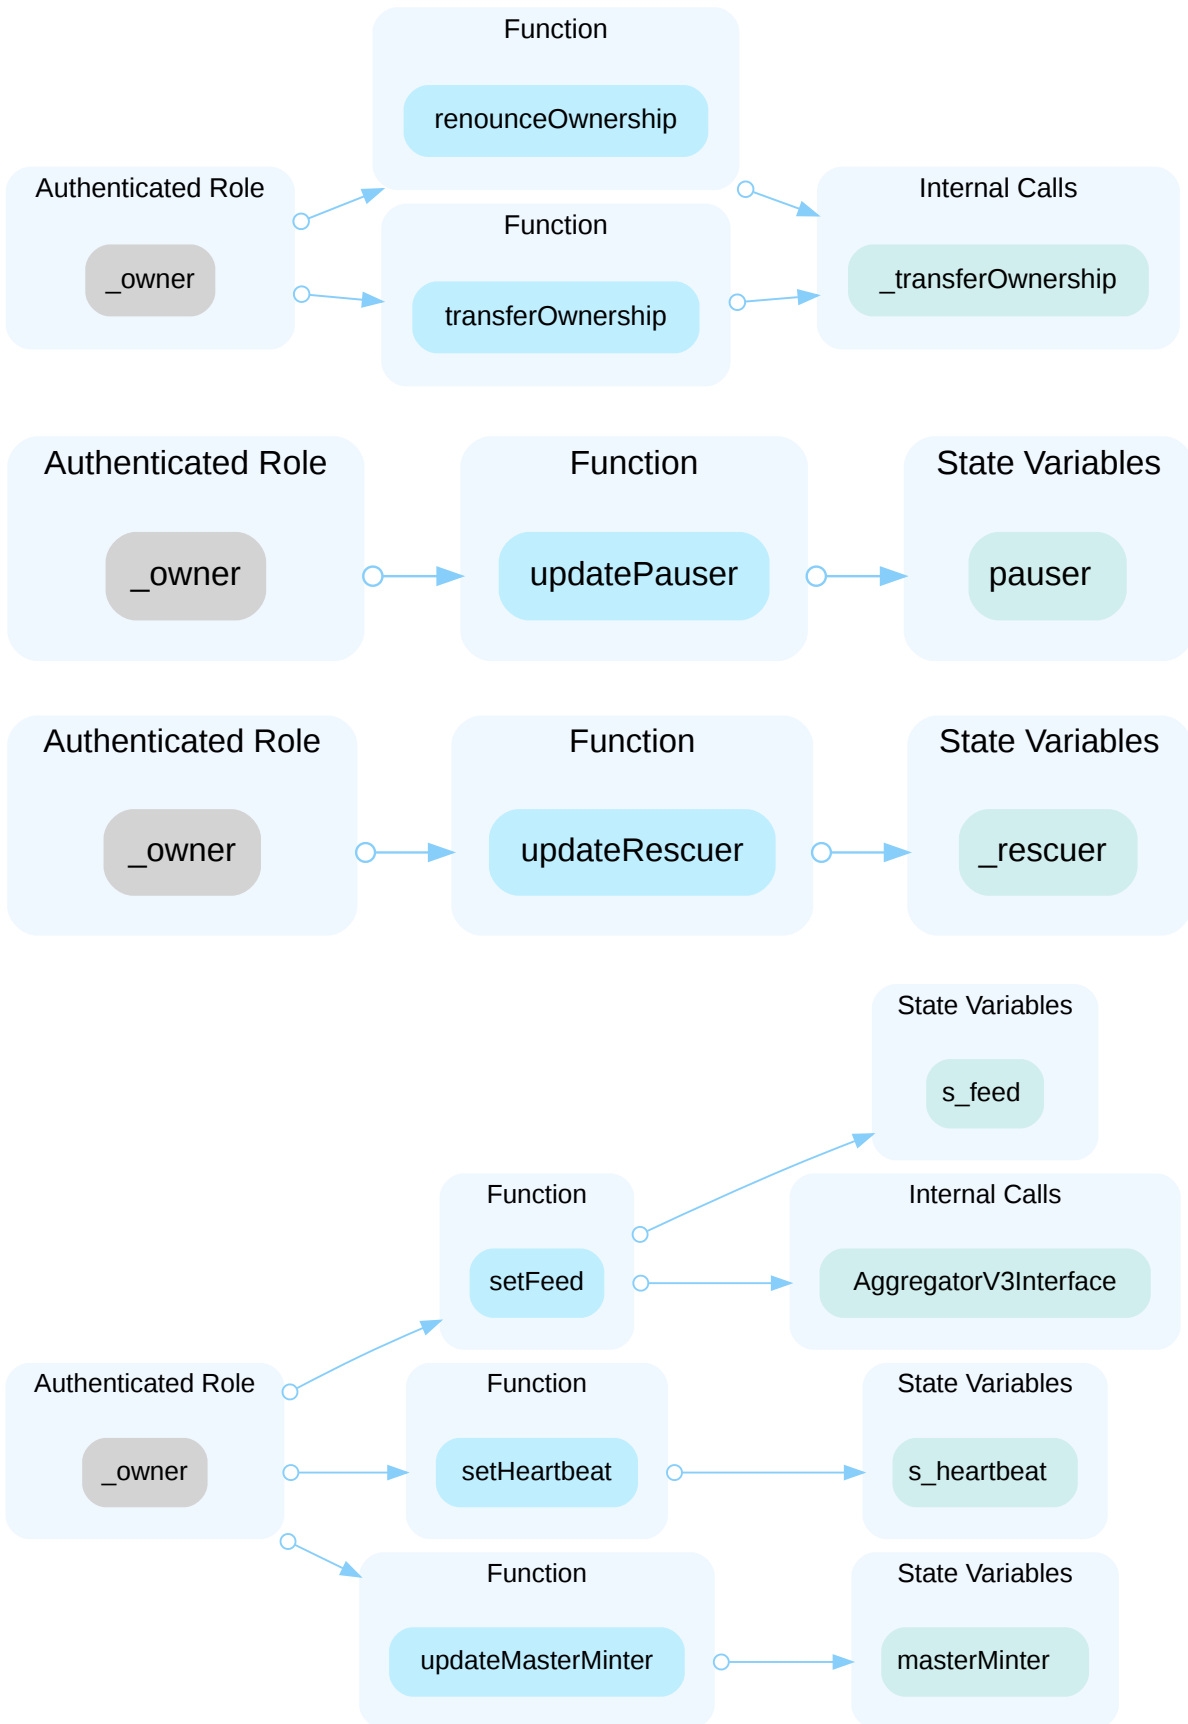 Function
renounceOwnership
Authenticated Role
_owner
Function
transferOwnership
Internal Calls
_transferOwnership
Authenticated Role
_owner
Function
updatePauser
State Variables
pauser
Authenticated Role
_owner
Function
updateRescuer
State Variables
_rescuer
State Variables
s_feed
Function
setFeed
Internal Calls
AggregatorV3Interface
Authenticated Role
_owner
Function
setHeartbeat
State Variables
s_heartbeat
Function
updateMasterMinter
State Variables
masterMinter